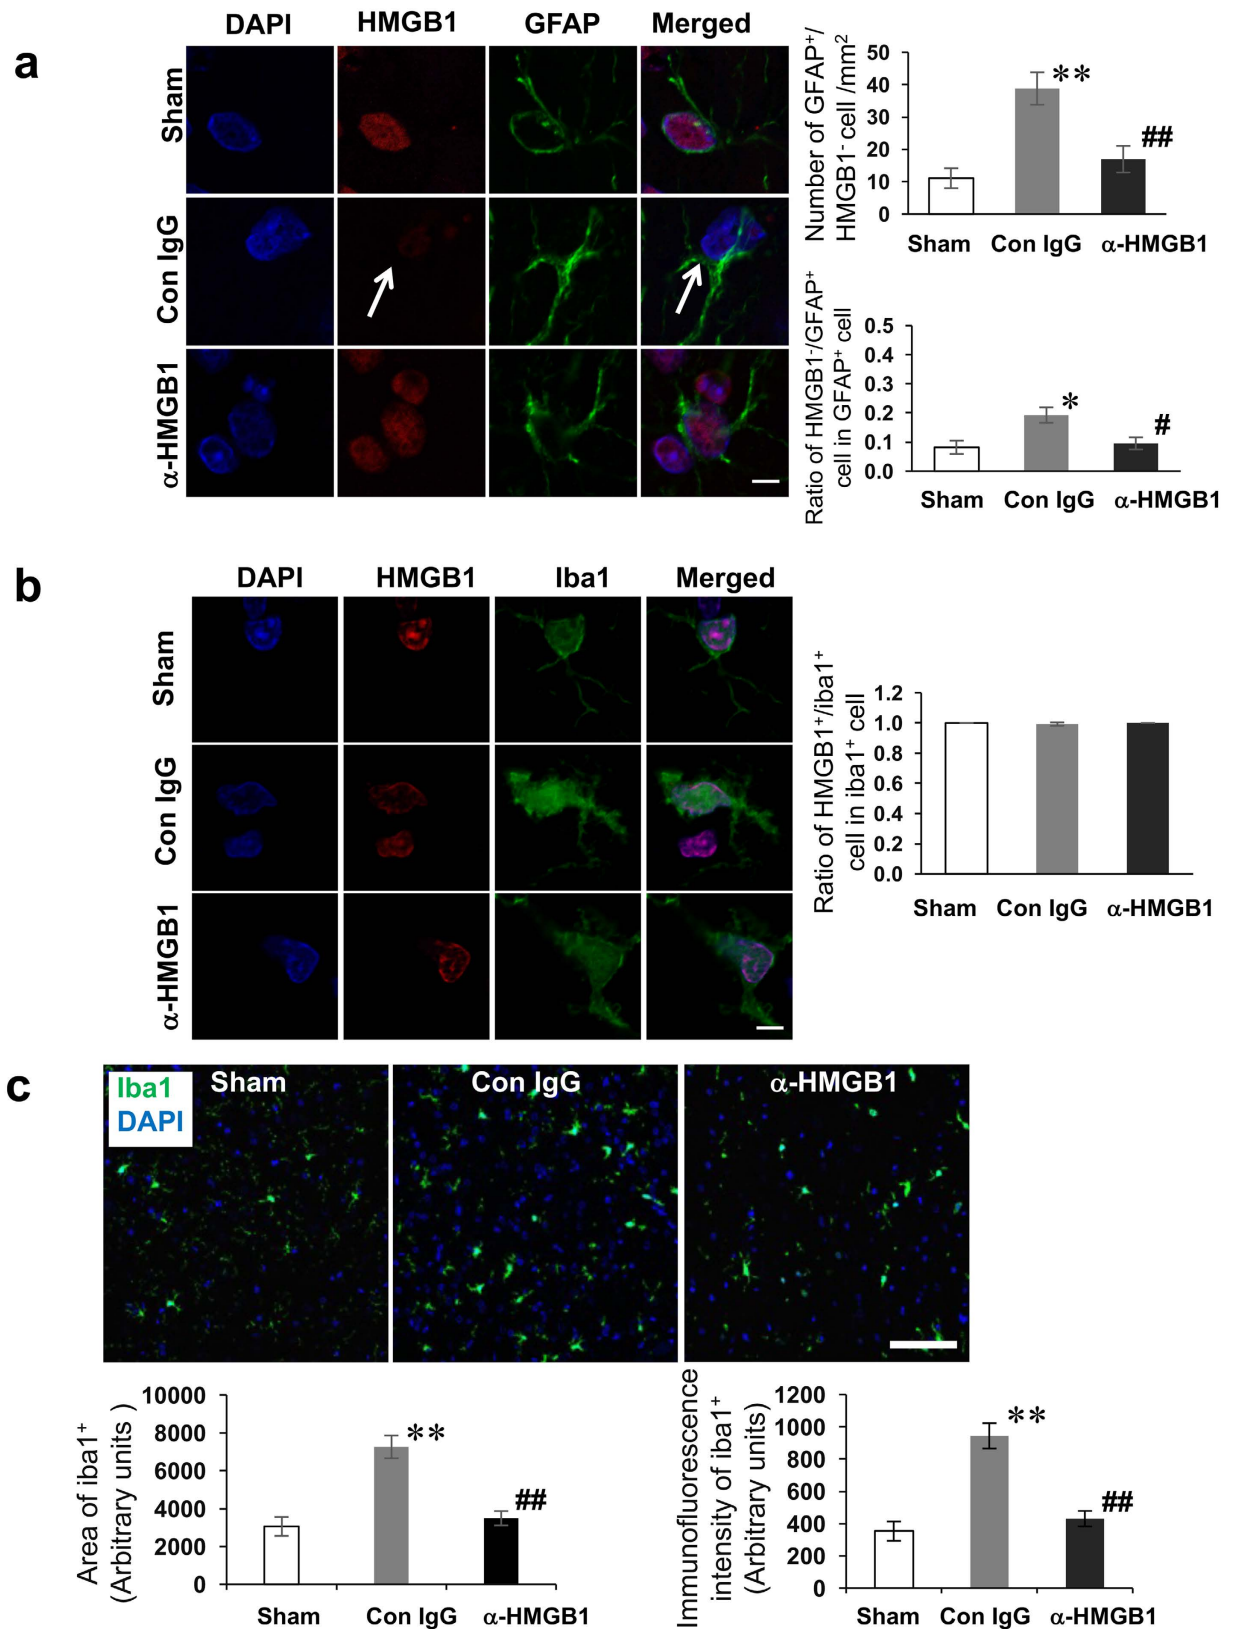 a
DAPI HMGB1 GFAP Merged
Sham
Con IgG
α-HMGB1
Number of GFAP⁺/
HMGB1⁻ cell /mm²
50
40
30
20
10
0
**
##
Sham Con IgG α-HMGB1
Ratio of HMGB1⁻/GFAP⁺
cell in GFAP⁺ cell
0.5
0.4
0.3
0.2
0.1
0.0
*
#
Sham Con IgG α-HMGB1
b
DAPI HMGB1 Iba1 Merged
Sham
Con IgG
α-HMGB1
Ratio of HMGB1⁺/iba1⁺
cell in iba1⁺ cell
1.2
1.0
0.8
0.6
0.4
0.2
0.0
Sham Con IgG α-HMGB1
c
Iba1
DAPI
Sham Con IgG α-HMGB1
Area of iba1⁺
(Arbitrary units )
10000
8000
6000
4000
2000
0
**
##
Sham Con IgG α-HMGB1
Immunofluorescence
intensity of iba1⁺
(Arbitrary units)
1200
1000
800
600
400
200
0
**
##
Sham Con IgG α-HMGB1